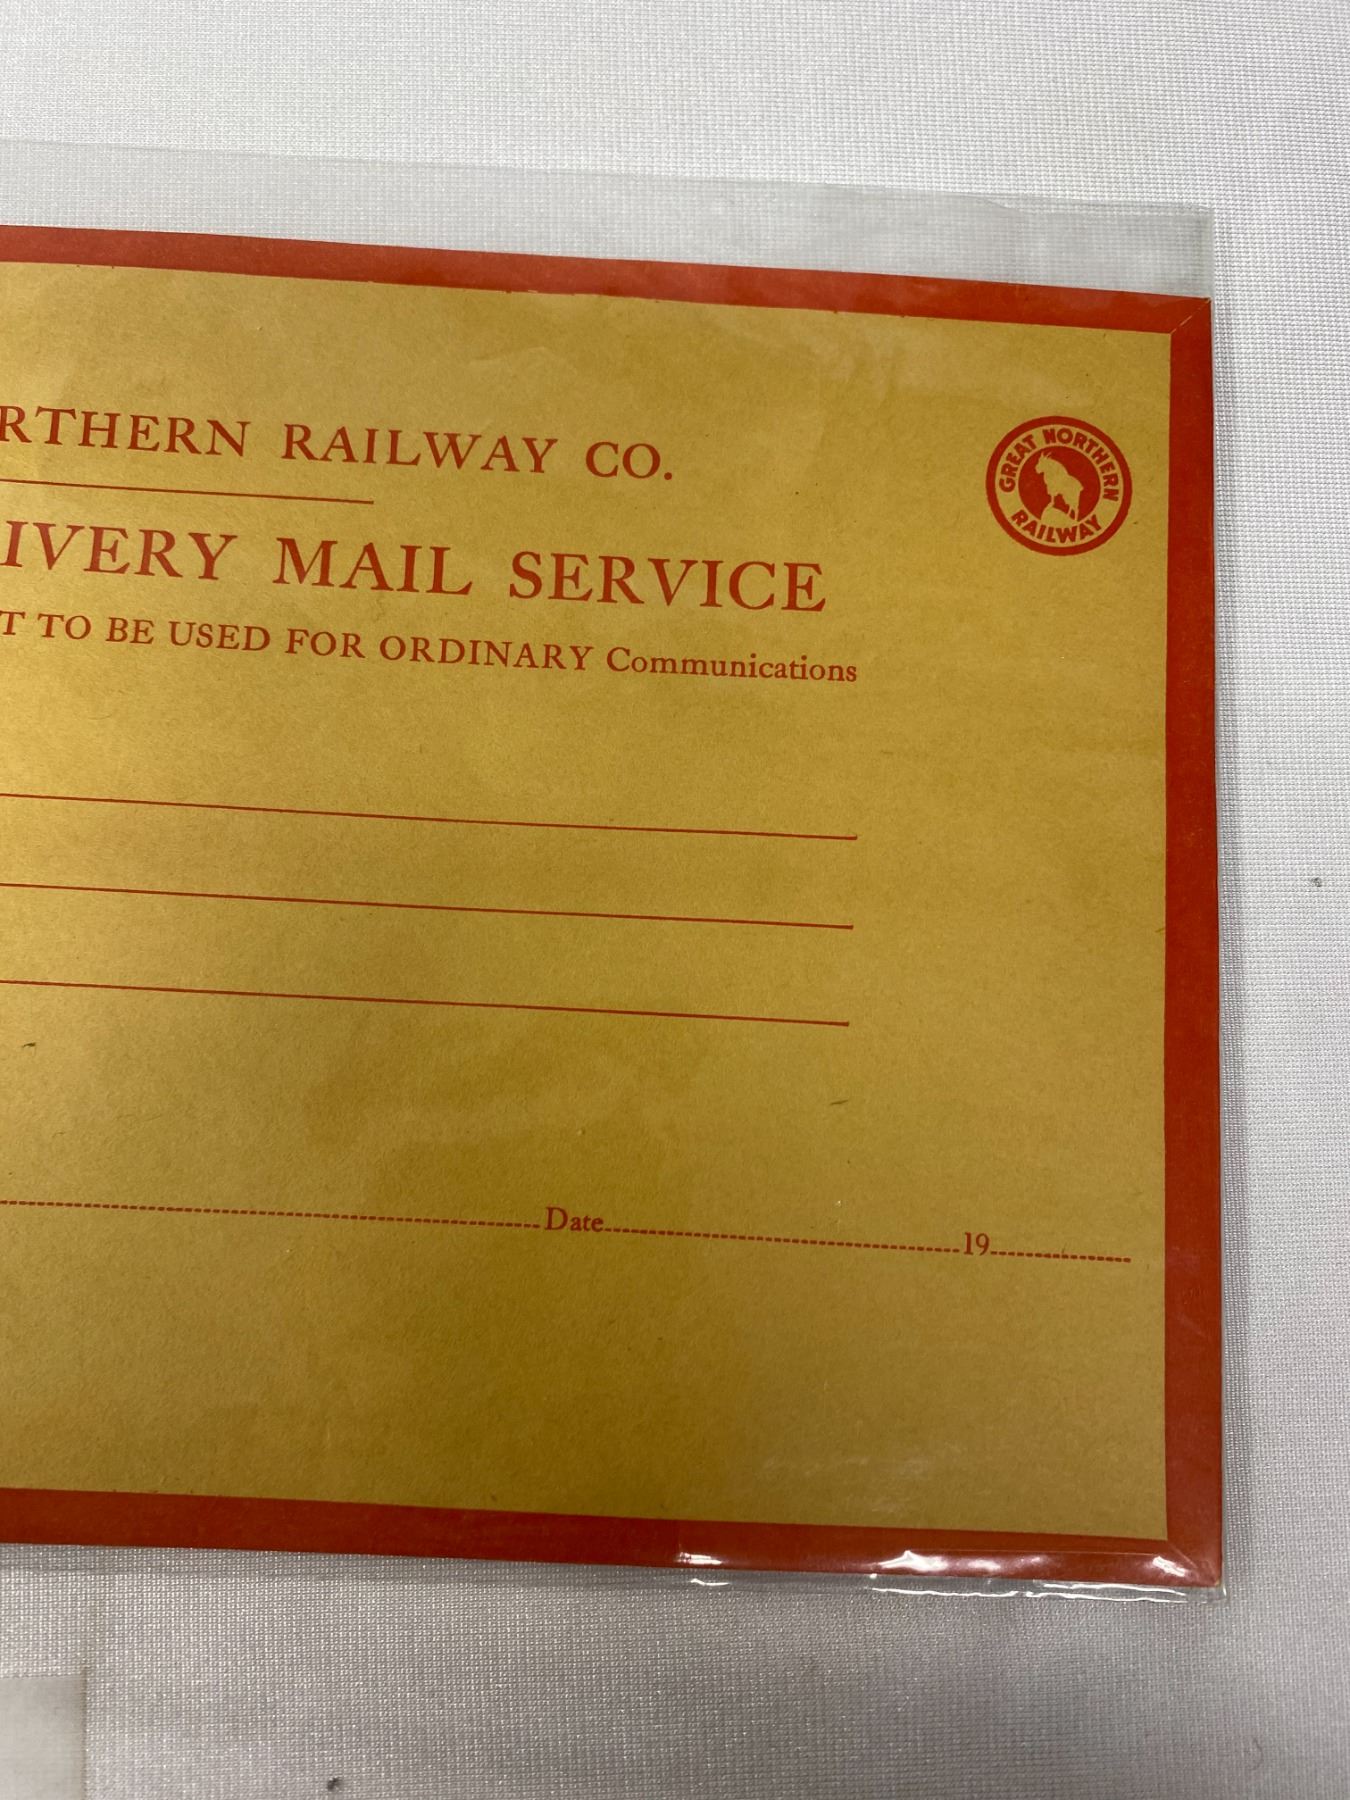 RTHERN RAILWAY CO.
GREAT NORTHERN
RAILWAY
IVERY MAIL SERVICE
T TO BE USED FOR ORDINARY Communications
Date 19